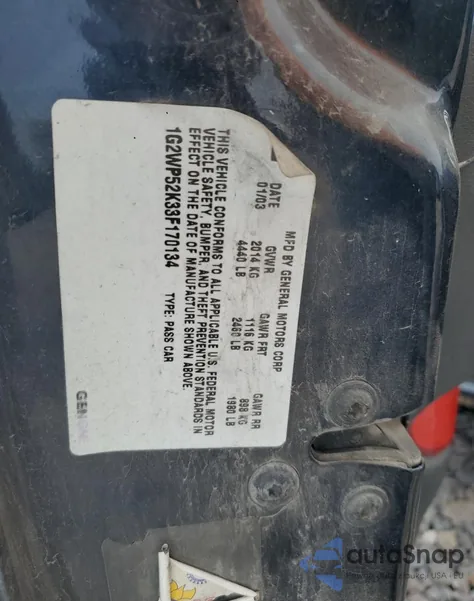 MFD BY GENERAL MOTORS CORP
DATE GVWR GAWR FRT GAWR RR
01/03 2014 KG 1116 KG 898 KG
4440 LB 2460 LB 1980 LB
THIS VEHICLE CONFORMS TO ALL APPLICABLE U.S. FEDERAL MOTOR
VEHICLE SAFETY, BUMPER, AND THEFT PREVENTION STANDARDS IN
EFFECT ON THE DATE OF MANUFACTURE SHOWN ABOVE.
1G2WP52K33F170134 TYPE: PASS CAR
GEN
autoSnap